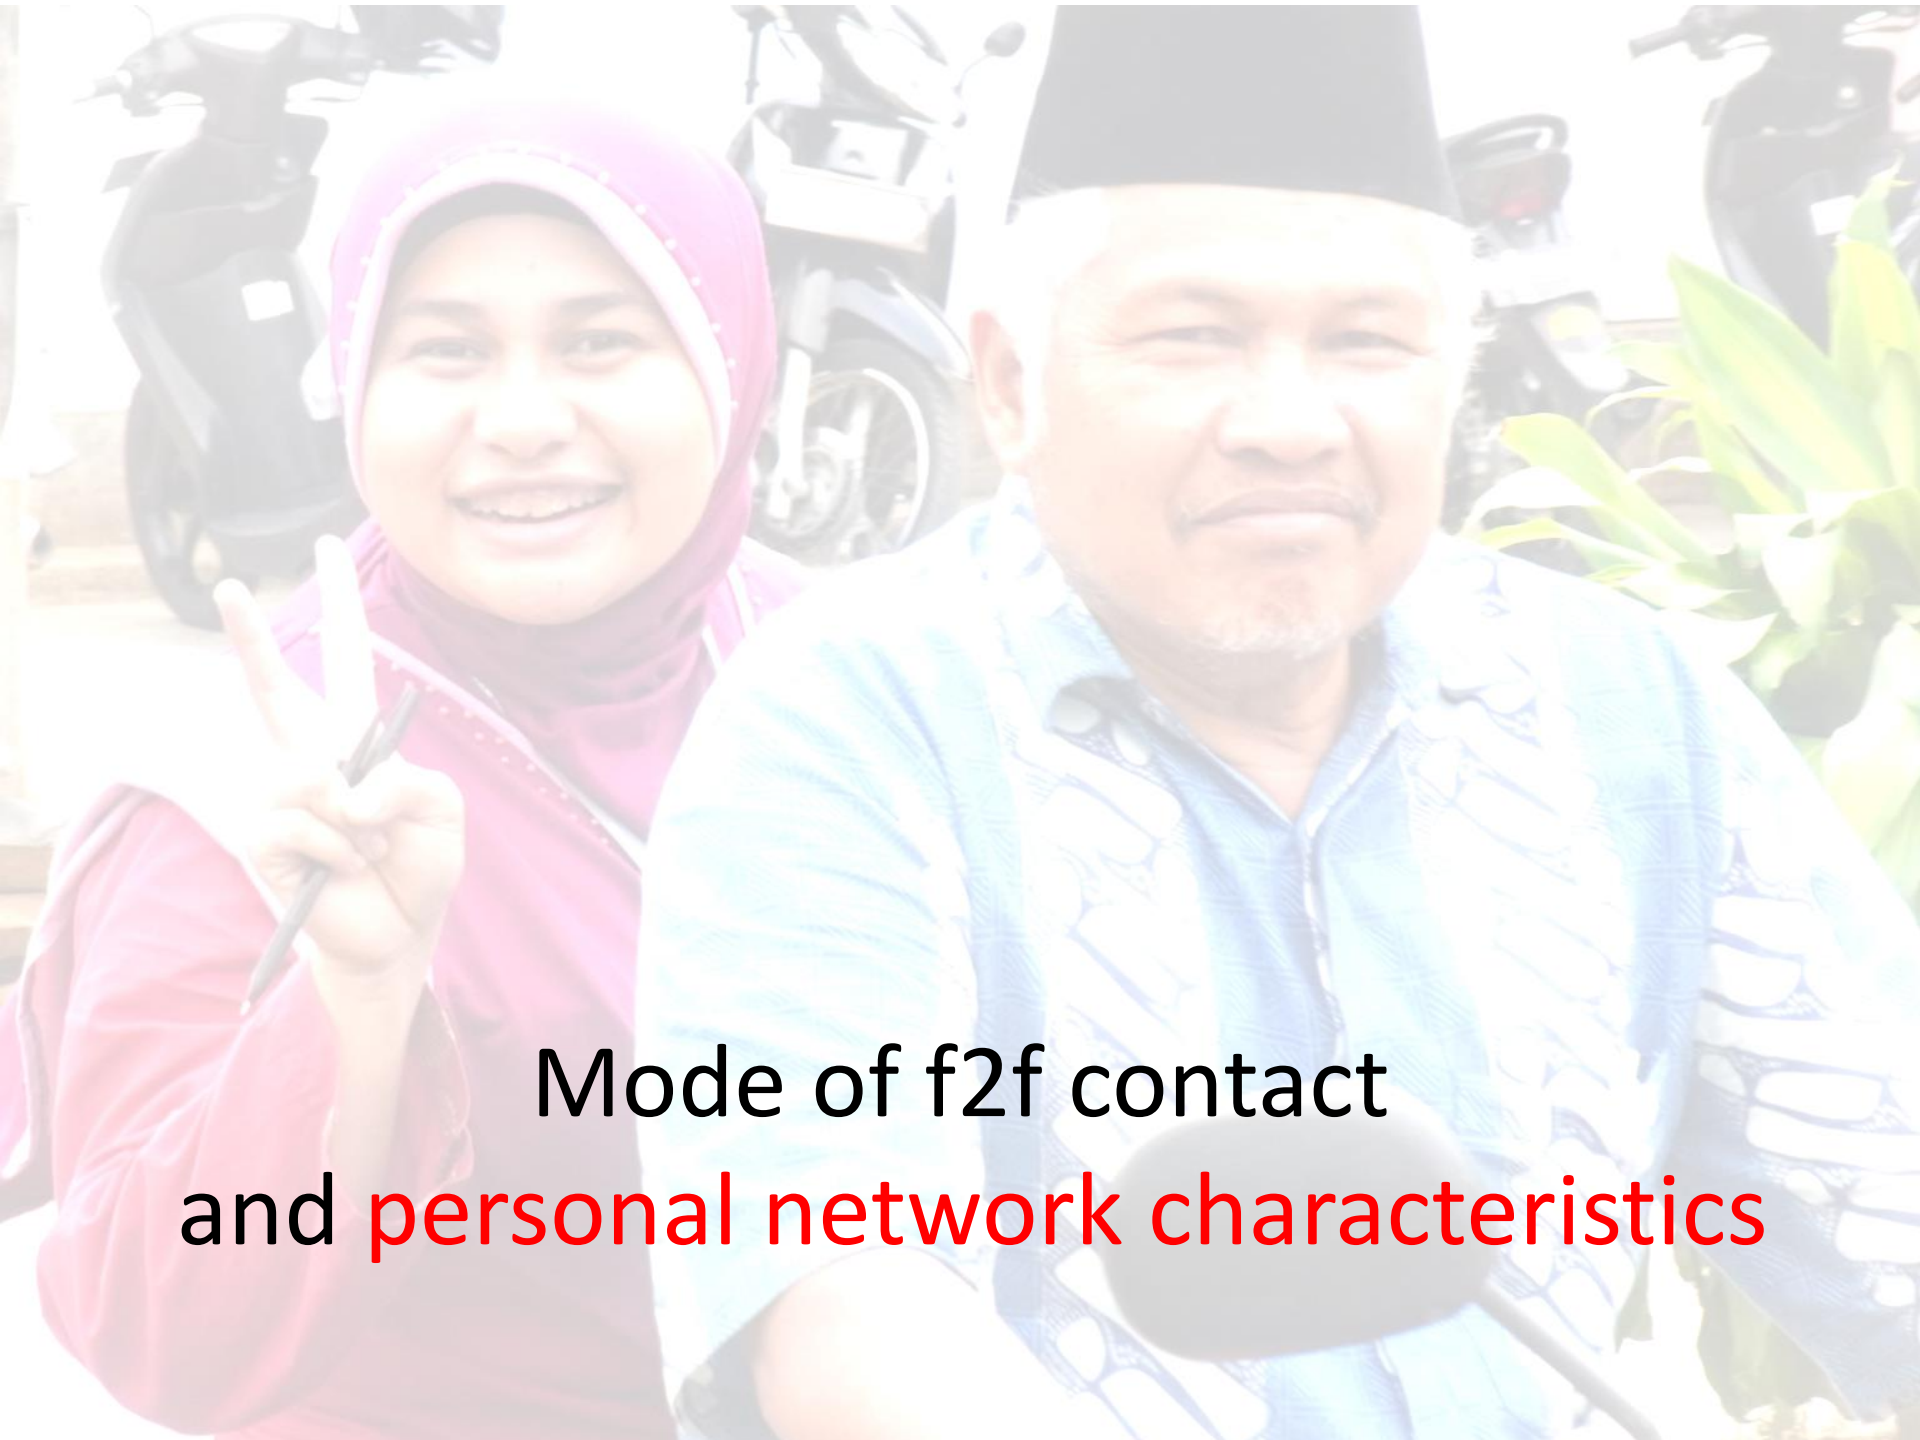 Mode of f2f contact
and personal network characteristics